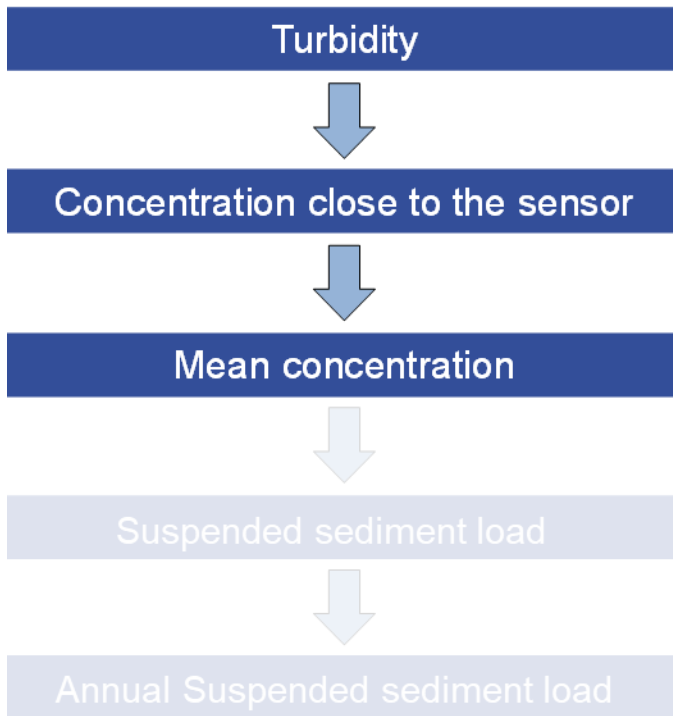 Turbidity
Concentration close to the sensor
Mean concentration
Suspended sediment load
Annual Suspended sediment load